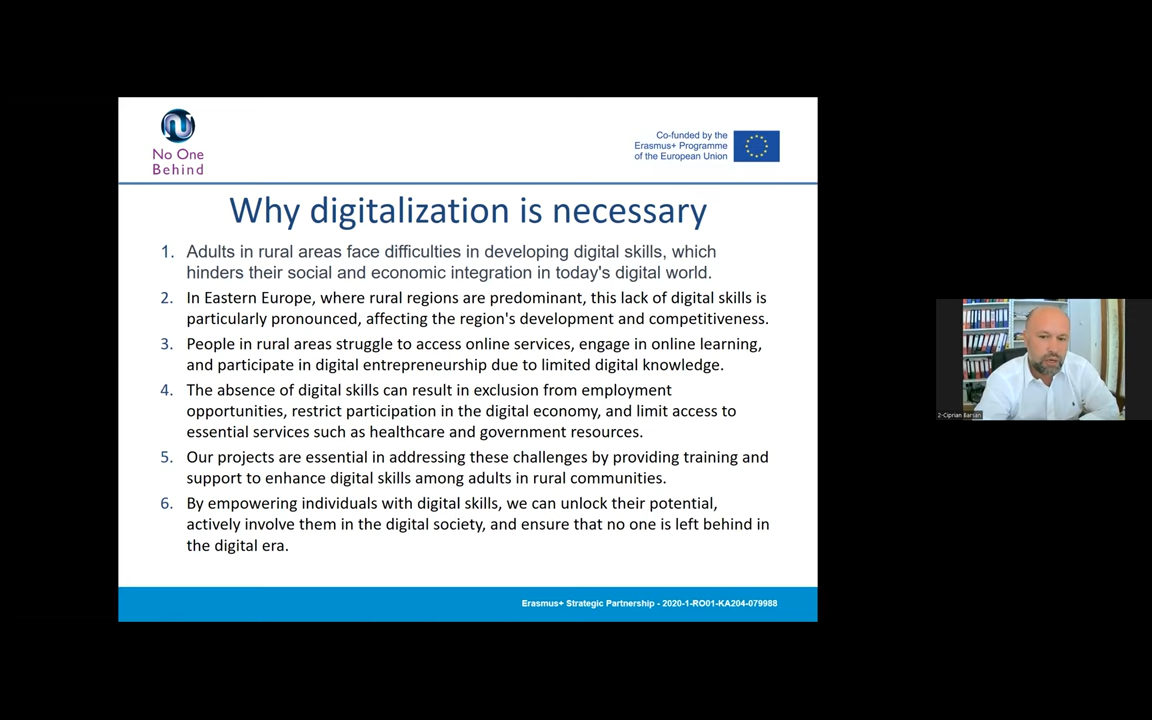 No One
Behind
Co-funded by the
Erasmus+ Programme
of the European Union
Why digitalization is necessary
1. Adults in rural areas face difficulties in developing digital skills, which
hinders their social and economic integration in today's digital world.
2. In Eastern Europe, where rural regions are predominant, this lack of digital skills is
particularly pronounced, affecting the region's development and competitiveness.
3. People in rural areas struggle to access online services, engage in online learning,
and participate in digital entrepreneurship due to limited digital knowledge.
4. The absence of digital skills can result in exclusion from employment
opportunities, restrict participation in the digital economy, and limit access to
essential services such as healthcare and government resources.
5. Our projects are essential in addressing these challenges by providing training and
support to enhance digital skills among adults in rural communities.
6. By empowering individuals with digital skills, we can unlock their potential,
actively involve them in the digital society, and ensure that no one is left behind in
the digital era.
Erasmus+ Strategic Partnership - 2020-1-RO01-KA204-079988
2-Ciprian Barsan